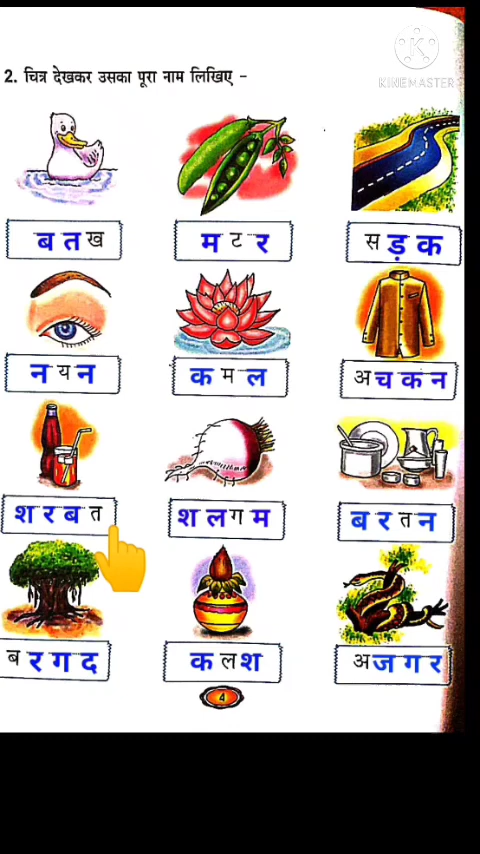 KINEMASTER
2. चित्र देखकर उसका पूरा नाम लिखिए -
बतख
मटर
सड़क
नयन
कमल
अचकन
शरबत
शलगम
बरतन
बरगद
कलश
अजगर
4